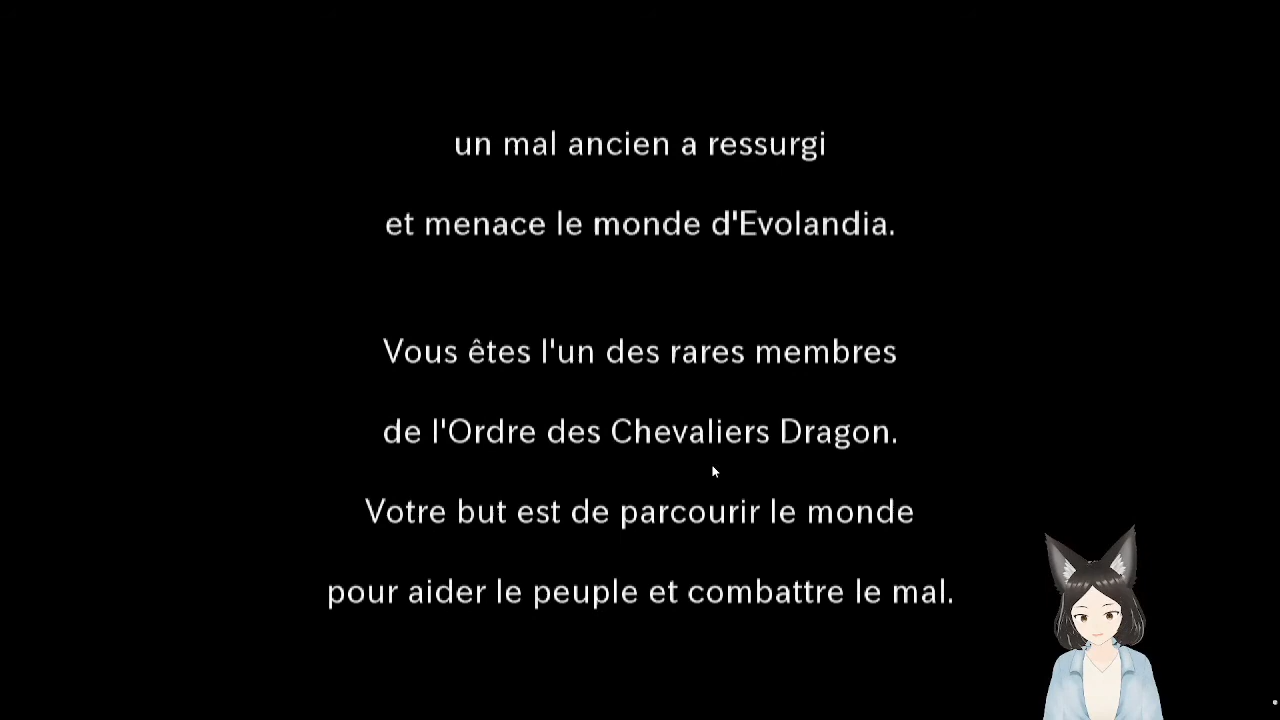 un mal ancien a ressurgi
et menace le monde d'Evolandia.
Vous êtes l'un des rares membres
de l'Ordre des Chevaliers Dragon.
Votre but est de parcourir le monde
pour aider le peuple et combattre le mal.